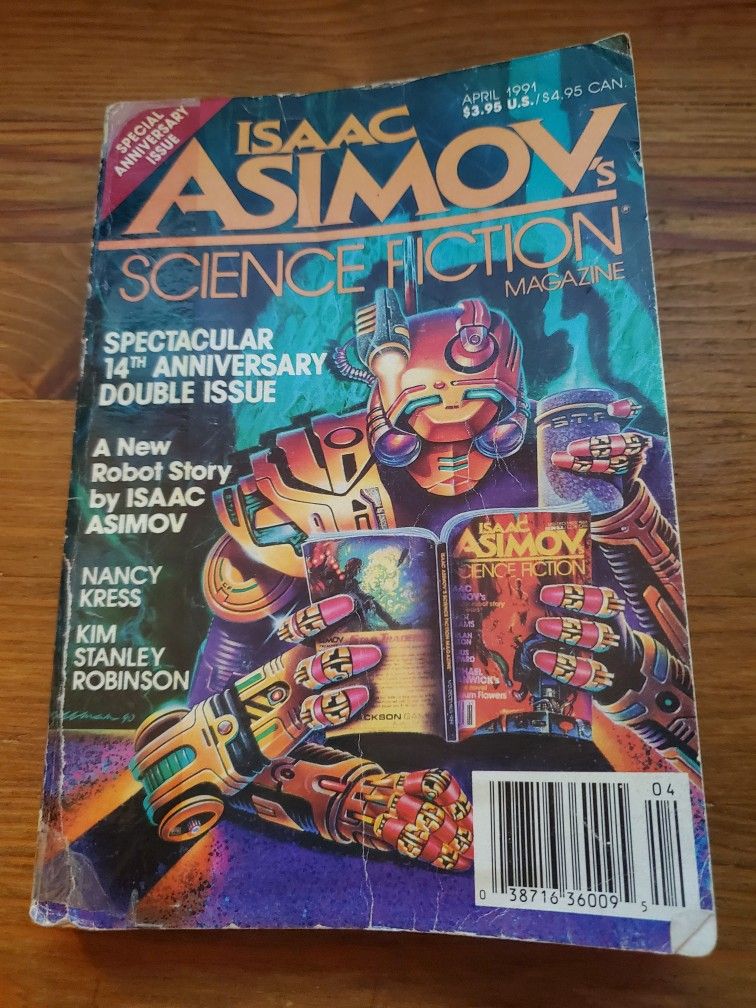 SPECIAL
ANNIVERSARY
ISSUE
APRIL 1991
$3.95 U.S./$4.95 CAN.
ISAAC
ASIMOV's
SCIENCE FICTION®
MAGAZINE
SPECTACULAR
14TH ANNIVERSARY
DOUBLE ISSUE
A New
Robot Story
by ISAAC
ASIMOV
NANCY
KRESS
KIM
STANLEY
ROBINSON
ISAAC
ASIMOV
CIENCE FICTION
JACKSON
04
0 38716 36009 5